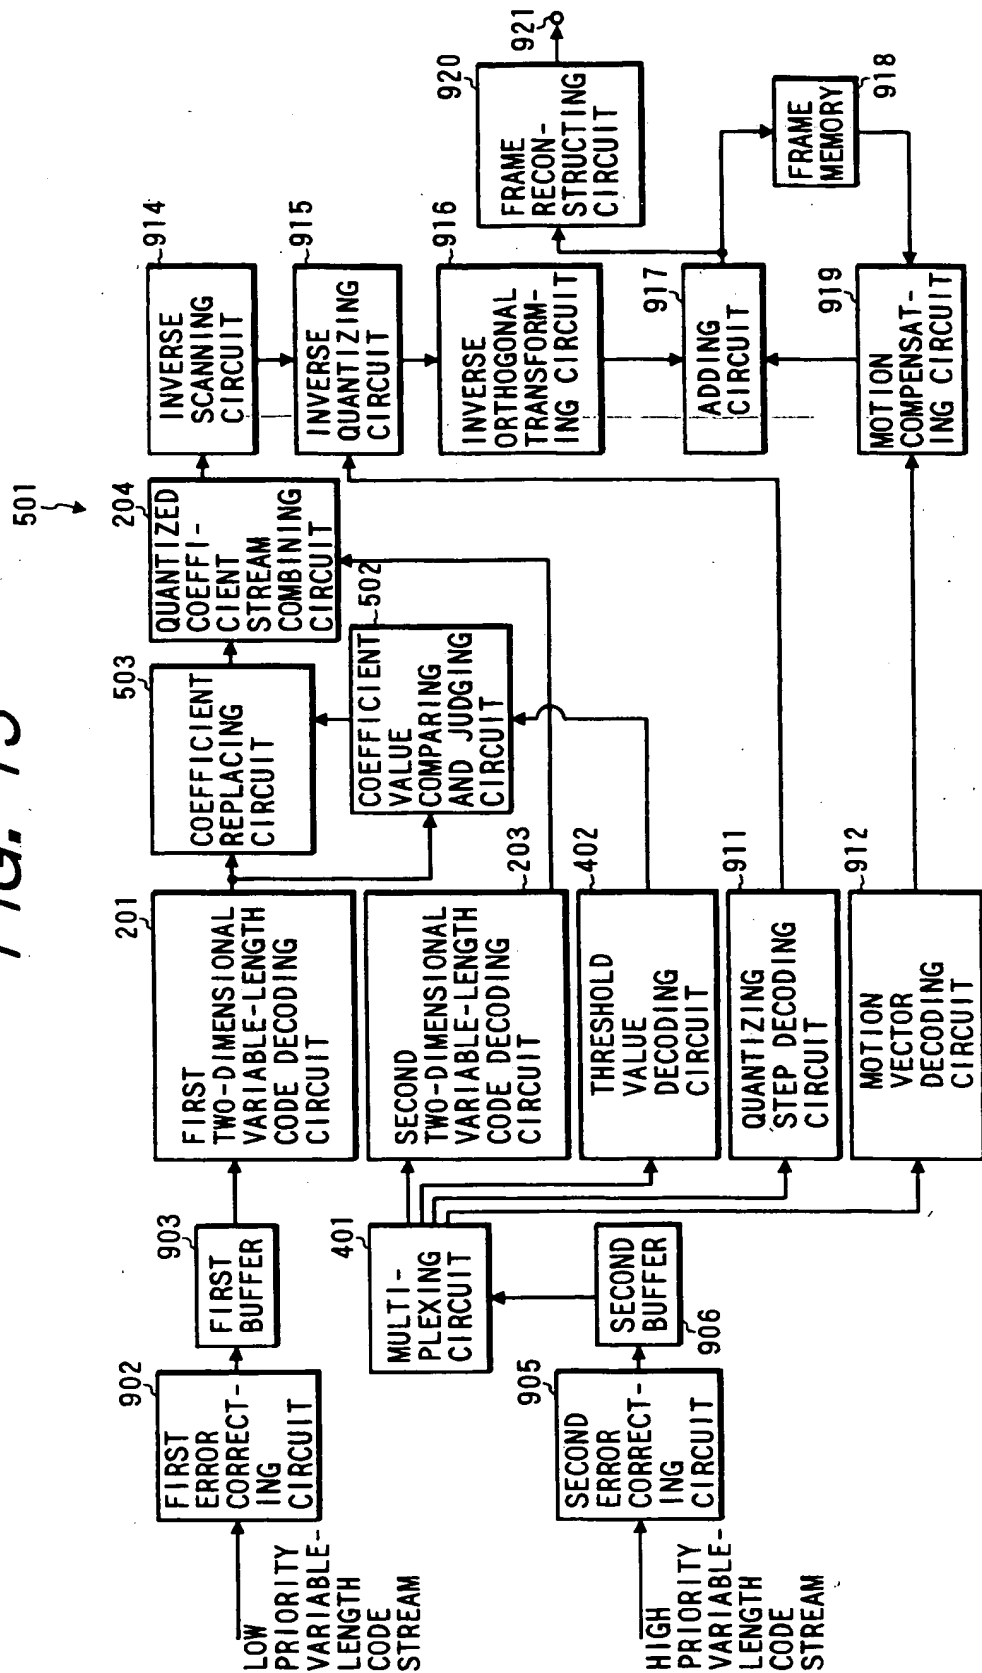 FIG.
501
LOW
PRIORITY
VARIABLE-
LENGTH
CODE
STREAM
902
FIRST
ERROR
CORRECT-
ING
CIRCUIT
903
FIRST
BUFFER
201
FIRST
TWO-DIMENSIONAL
VARIABLE-LENGTH
CODE DECODING
CIRCUIT
503
COEFFICIENT
REPLACING
CIRCUIT
204
QUANTIZED
COEFFI-
CIENT
STREAM
COMBINING
CIRCUIT
914
INVERSE
SCANNING
CIRCUIT
915
INVERSE
QUANTIZING
CIRCUIT
502
COEFFICIENT
VALUE
COMPARING
AND JUDGING
CIRCUIT
401
MULTI-
PLEXING
CIRCUIT
203
SECOND
TWO-DIMENSIONAL
VARIABLE-LENGTH
CODE DECODING
CIRCUIT
916
INVERSE
ORTHOGONAL
TRANSFORM-
ING CIRCUIT
920
FRAME
RECON-
STRUCTING
CIRCUIT
921
HIGH
PRIORITY
VARIABLE-
LENGTH
CODE
STREAM
905
SECOND
ERROR
CORRECT-
ING
CIRCUIT
SECOND
BUFFER
906
402
THRESHOLD
VALUE
DECODING
CIRCUIT
917
ADDING
CIRCUIT
911
QUANTIZING
STEP DECODING
CIRCUIT
FRAME
MEMORY
918
912
MOTION
VECTOR
DECODING
CIRCUIT
919
MOTION
COMPENSAT-
ING CIRCUIT